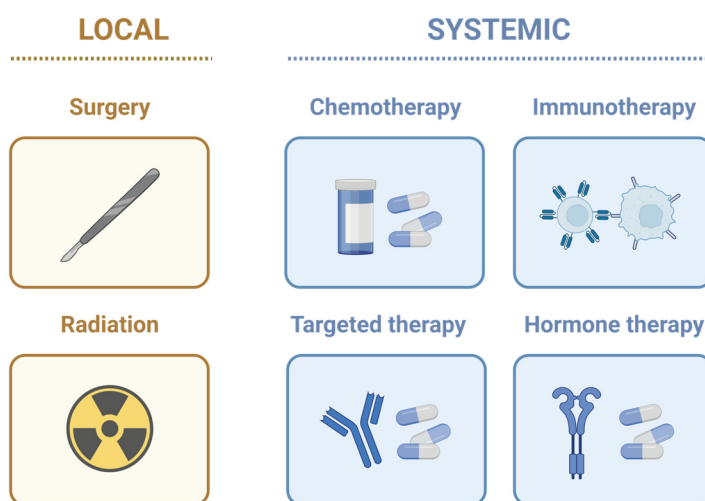 LOCAL
SYSTEMIC
Surgery
Chemotherapy
Immunotherapy
Radiation
Targeted therapy
Hormone therapy